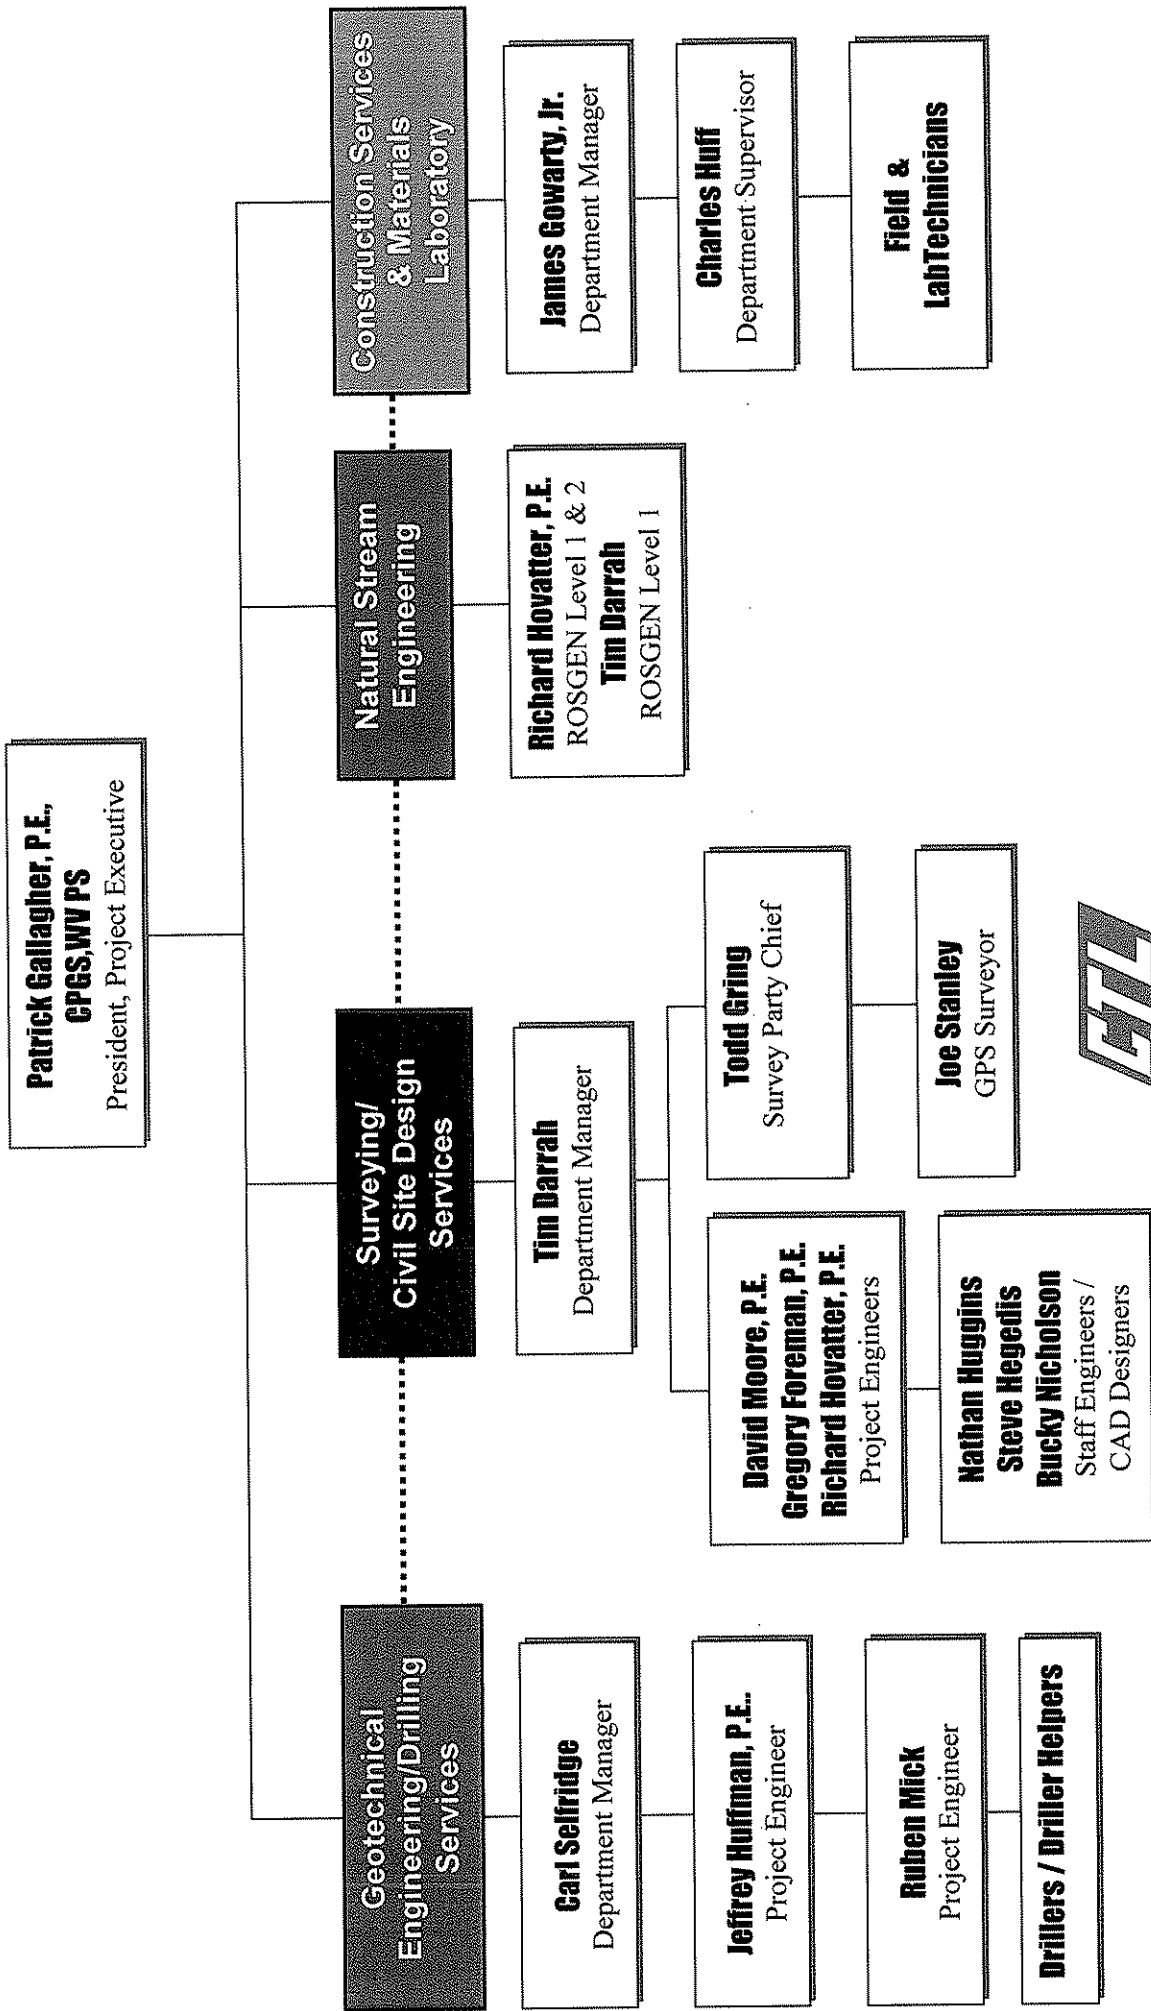 Patrick Gallagher, P.E.,
CPGS,WV PS
President, Project Executive
Geotechnical
Engineering/Drilling
Services
Carl Selfridge
Department Manager
Jeffrey Huffman, P.E..
Project Engineer
Ruben Mick
Project Engineer
Drillers / Driller Helpers
Surveying/
Civil Site Design
Services
Tim Darrah
Department Manager
David Moore, P.E.
Gregory Foreman, P.E.
Richard Hovatter, P.E.
Project Engineers
Nathan Huggins
Steve Hegedis
Bucky Nicholson
Staff Engineers /
CAD Designers
Todd Gring
Survey Party Chief
Joe Stanley
GPS Surveyor
Natural Stream
Engineering
Richard Hovatter, P.E.
ROSGEN Level 1 & 2
Tim Darrah
ROSGEN Level 1
Construction Services
& Materials
Laboratory
James Gowarty, Jr.
Department Manager
Charles Huff
Department Supervisor
Field &
LabTechnicians
GTL